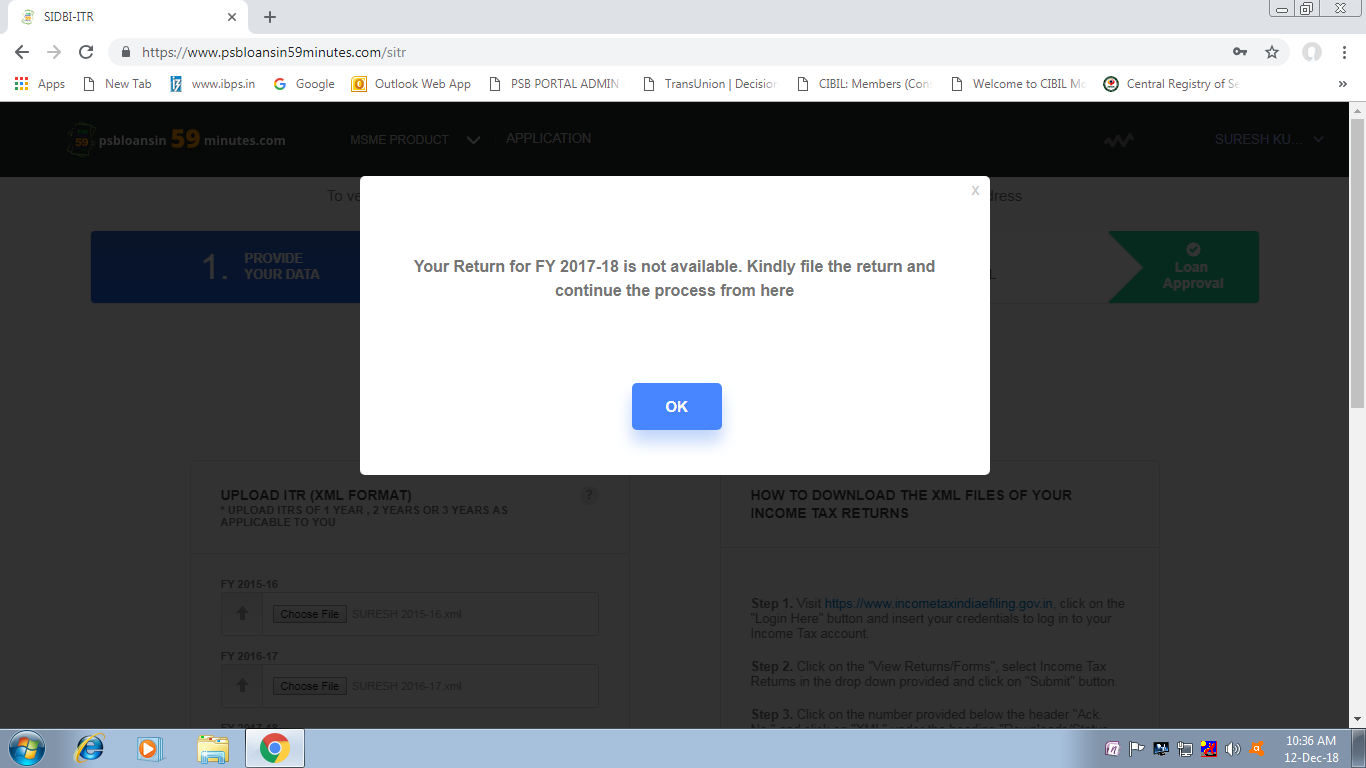 SIDBI-ITR
https://www.psbloansin59minutes.com/sitr
Apps New Tab www.ibps.in Google Outlook Web App PSB PORTAL ADMIN TransUnion | Decision CIBIL: Members (Con Welcome to CIBIL Mo Central Registry of Se »
psbloansin 59 minutes.com MSME PRODUCT APPLICATION SURESH KU...
To ve
dress
1. PROVIDE
YOUR DATA
Loan
Approval
X
Your Return for FY 2017-18 is not available. Kindly file the return and
continue the process from here
OK
UPLOAD ITR (XML FORMAT) ?
* UPLOAD ITRS OF 1 YEAR , 2 YEARS OR 3 YEARS AS
APPLICABLE TO YOU
FY 2015-16
Choose File SURESH 2015-16.xml
FY 2016-17
Choose File SURESH 2016-17.xml
FY 2017-18
HOW TO DOWNLOAD THE XML FILES OF YOUR
INCOME TAX RETURNS
Step 1. Visit https://www.incometaxindiaefiling.gov.in, click on the
"Login Here" button and insert your credentials to log in to your
Income Tax account.
Step 2. Click on the "View Returns/Forms", select Income Tax
Returns in the drop down provided and click on "Submit" button.
Step 3. Click on the number provided below the header "Ack.
No." and click on "XML" under the heading "Downloads/Status
10:36 AM
12-Dec-18